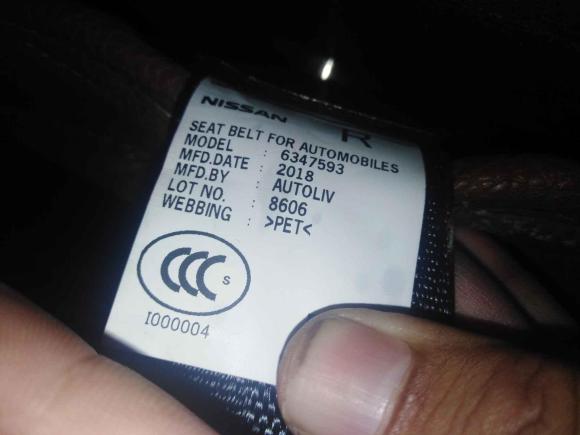 NISSAN R
SEAT BELT FOR AUTOMOBILES
MODEL : 6347593
MFD.DATE : 2018
MFD.BY : AUTOLIV
LOT NO. : 8606
WEBBING : >PET<
CCC S
I000004